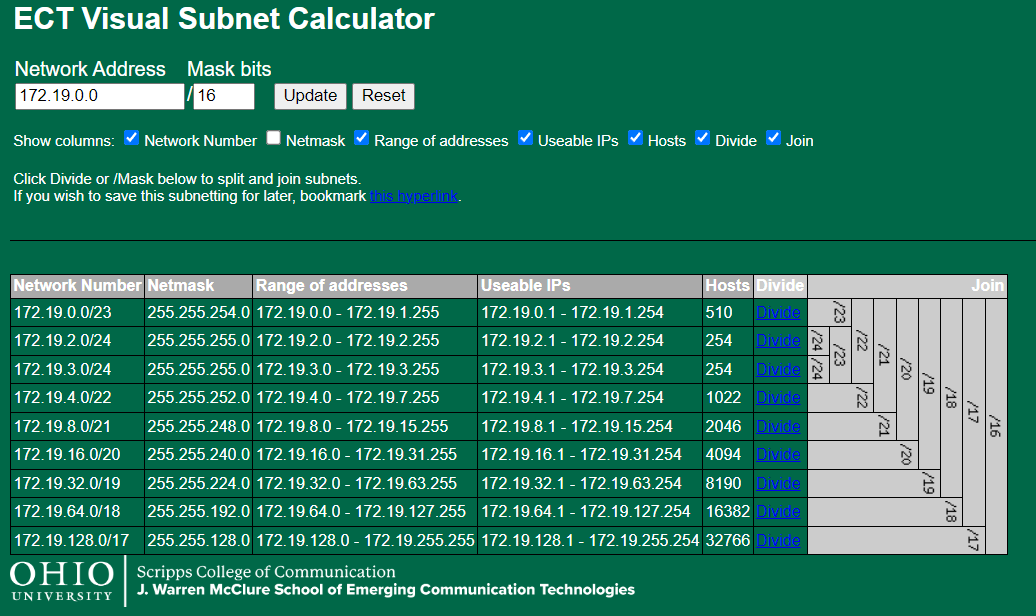 ECT Visual Subnet Calculator
Network Address Mask bits
172.19.0.0 / 16 Update Reset
Show columns: Network Number Netmask Range of addresses Useable IPs Hosts Divide Join
Click Divide or /Mask below to split and join subnets.
If you wish to save this subnetting for later, bookmark this hyperlink.
Network Number Netmask Range of addresses Useable IPs Hosts Divide Join
172.19.0.0/23 255.255.254.0 172.19.0.0 - 172.19.1.255 172.19.0.1 - 172.19.1.254 510 Divide /23 /22 /21 /20 /19 /18 /17 /16
172.19.2.0/24 255.255.255.0 172.19.2.0 - 172.19.2.255 172.19.2.1 - 172.19.2.254 254 Divide /24 /23
172.19.3.0/24 255.255.255.0 172.19.3.0 - 172.19.3.255 172.19.3.1 - 172.19.3.254 254 Divide /24
172.19.4.0/22 255.255.252.0 172.19.4.0 - 172.19.7.255 172.19.4.1 - 172.19.7.254 1022 Divide /22
172.19.8.0/21 255.255.248.0 172.19.8.0 - 172.19.15.255 172.19.8.1 - 172.19.15.254 2046 Divide /21
172.19.16.0/20 255.255.240.0 172.19.16.0 - 172.19.31.255 172.19.16.1 - 172.19.31.254 4094 Divide /20
172.19.32.0/19 255.255.224.0 172.19.32.0 - 172.19.63.255 172.19.32.1 - 172.19.63.254 8190 Divide /19
172.19.64.0/18 255.255.192.0 172.19.64.0 - 172.19.127.255 172.19.64.1 - 172.19.127.254 16382 Divide /18
172.19.128.0/17 255.255.128.0 172.19.128.0 - 172.19.255.255 172.19.128.1 - 172.19.255.254 32766 Divide /17
OHIO UNIVERSITY
Scripps College of Communication
J. Warren McClure School of Emerging Communication Technologies